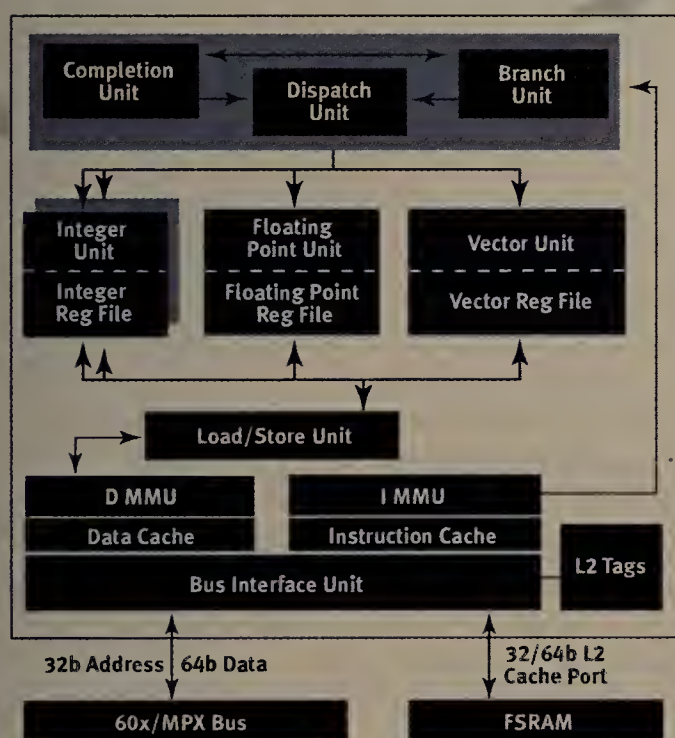 Completion
Unit
Dispatch
Unit
Branch
Unit
Integer
Unit
Integer
Reg File
Floating
Point Unit
Floating Point
Reg File
Vector Unit
Vector Reg File
Load/Store Unit
D MMU
Data Cache
I MMU
Instruction Cache
Bus Interface Unit
L2 Tags
32b Address
64b Data
32/64b L2
Cache Port
60x/MPX Bus
FSRAM